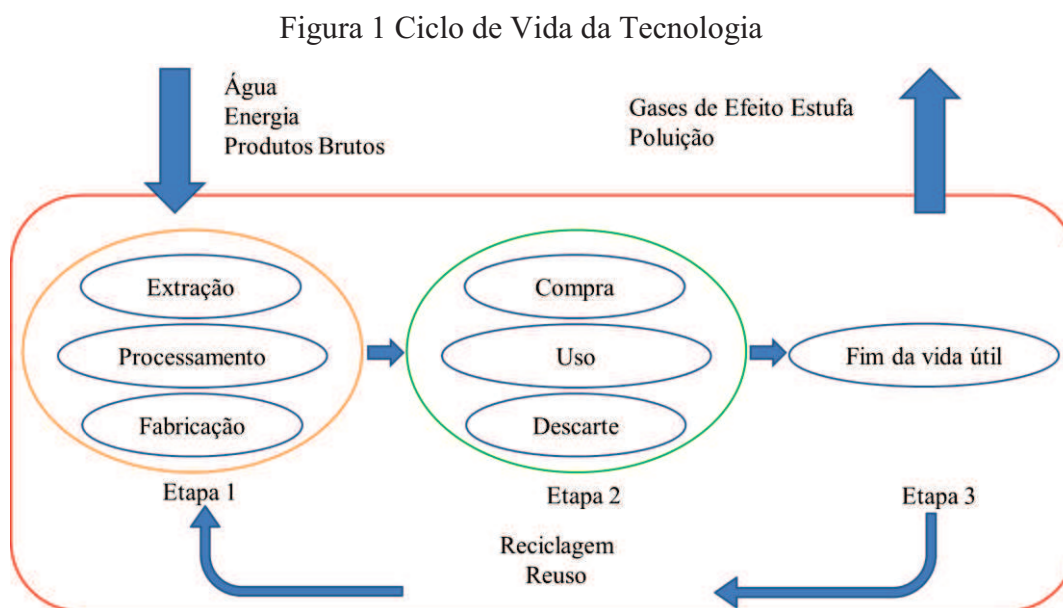 Figura 1 Ciclo de Vida da Tecnologia
Água
Energia
Produtos Brutos
Gases de Efeito Estufa
Poluição
Extração
Processamento
Fabricação
Etapa 1
Compra
Uso
Descarte
Etapa 2
Fim da vida útil
Etapa 3
Reciclagem
Reuso